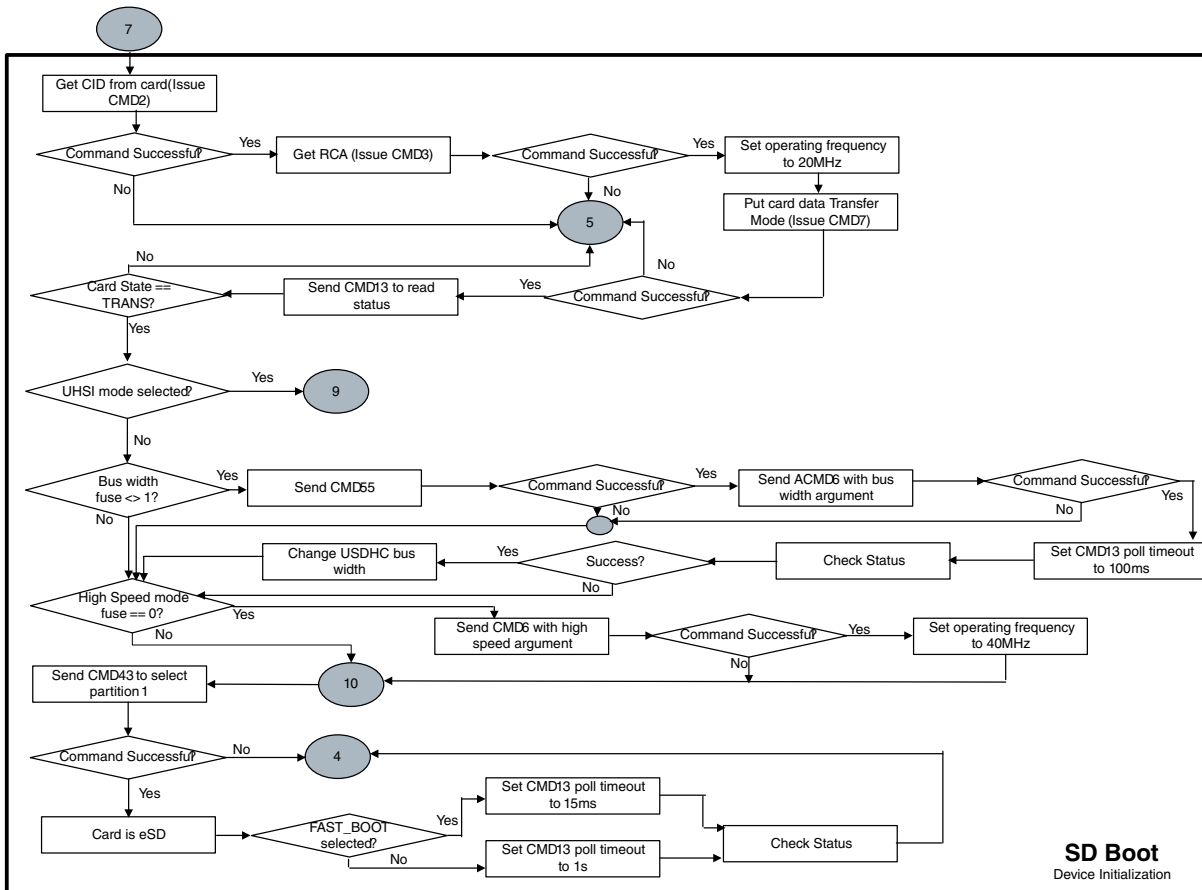 7
Get CID from card(Issue
CMD2)
Command Successful?
Yes
Get RCA (Issue CMD3)
Command Successful?
Yes
Set operating frequency
to 20MHz
No
No
5
Put card data Transfer
Mode (Issue CMD7)
No
No
Card State ==
TRANS?
Send CMD13 to read
status
Yes
Command Successful?
Yes
UHSI mode selected?
Yes
9
No
Bus width
fuse <> 1?
Yes
Send CMD55
Command Successful?
Yes
Send ACMD6 with bus
width argument
Command Successful?
Yes
No
No
No
Change USDHC bus
width
Yes
Success?
Check Status
Set CMD13 poll timeout
to 100ms
No
High Speed mode
fuse == 0?
Yes
Send CMD6 with high
speed argument
Command Successful?
Yes
Set operating frequency
to 40MHz
No
No
Send CMD43 to select
partition 1
10
Command Successful?
No
4
Yes
Set CMD13 poll timeout
to 15ms
Card is eSD
FAST_BOOT
selected?
Yes
Check Status
No
Set CMD13 poll timeout
to 1s
SD Boot
Device Initialization